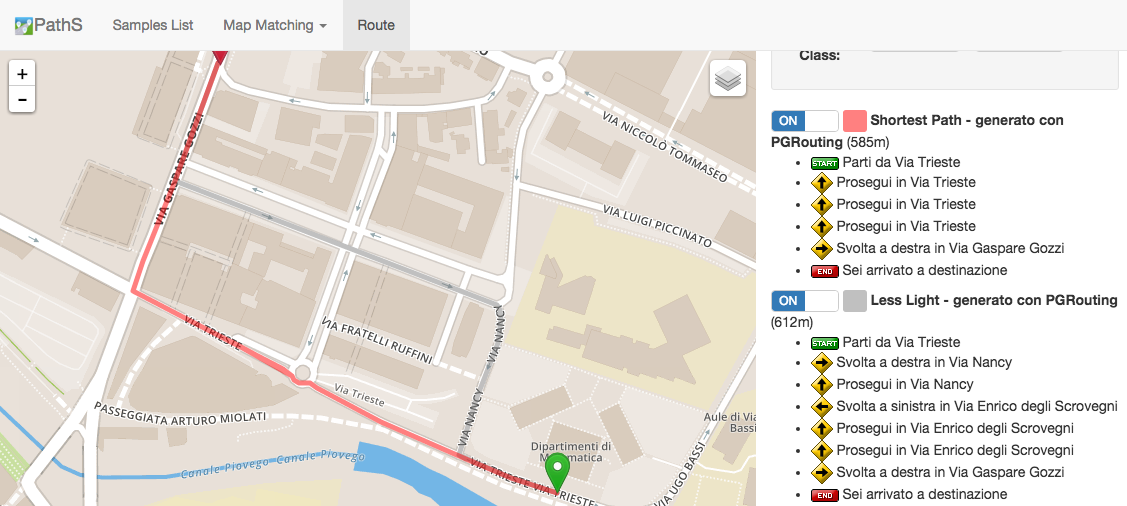 PathS Samples List Map Matching Route
+
-
Class:
ON Shortest Path - generato con
PGRouting (585m)
START Parti da Via Trieste
Prosegui in Via Trieste
Prosegui in Via Trieste
Prosegui in Via Trieste
Svolta a destra in Via Gaspare Gozzi
END Sei arrivato a destinazione
ON Less Light - generato con PGRouting
(612m)
START Parti da Via Trieste
Svolta a destra in Via Nancy
Prosegui in Via Nancy
Svolta a sinistra in Via Enrico degli Scrovegni
Prosegui in Via Enrico degli Scrovegni
Prosegui in Via Enrico degli Scrovegni
Svolta a destra in Via Gaspare Gozzi
END Sei arrivato a destinazione
VIA GASPARE GOZZI
VIA NICCOLÒ TOMMASEO
VIA LUIGI PICCINATO
VIA TRIESTE
VIA FRATELLI RUFFINI
VIA NANCY
Via Trieste
VIA NANCY
PASSEGGIATA ARTURO MIOLATI
Canale Piovego Canale Piovego
Dipartimenti di
Aule di Via
Bassi
VIA TRIESTE VIA TRIESTE
VIA UGO BASSI